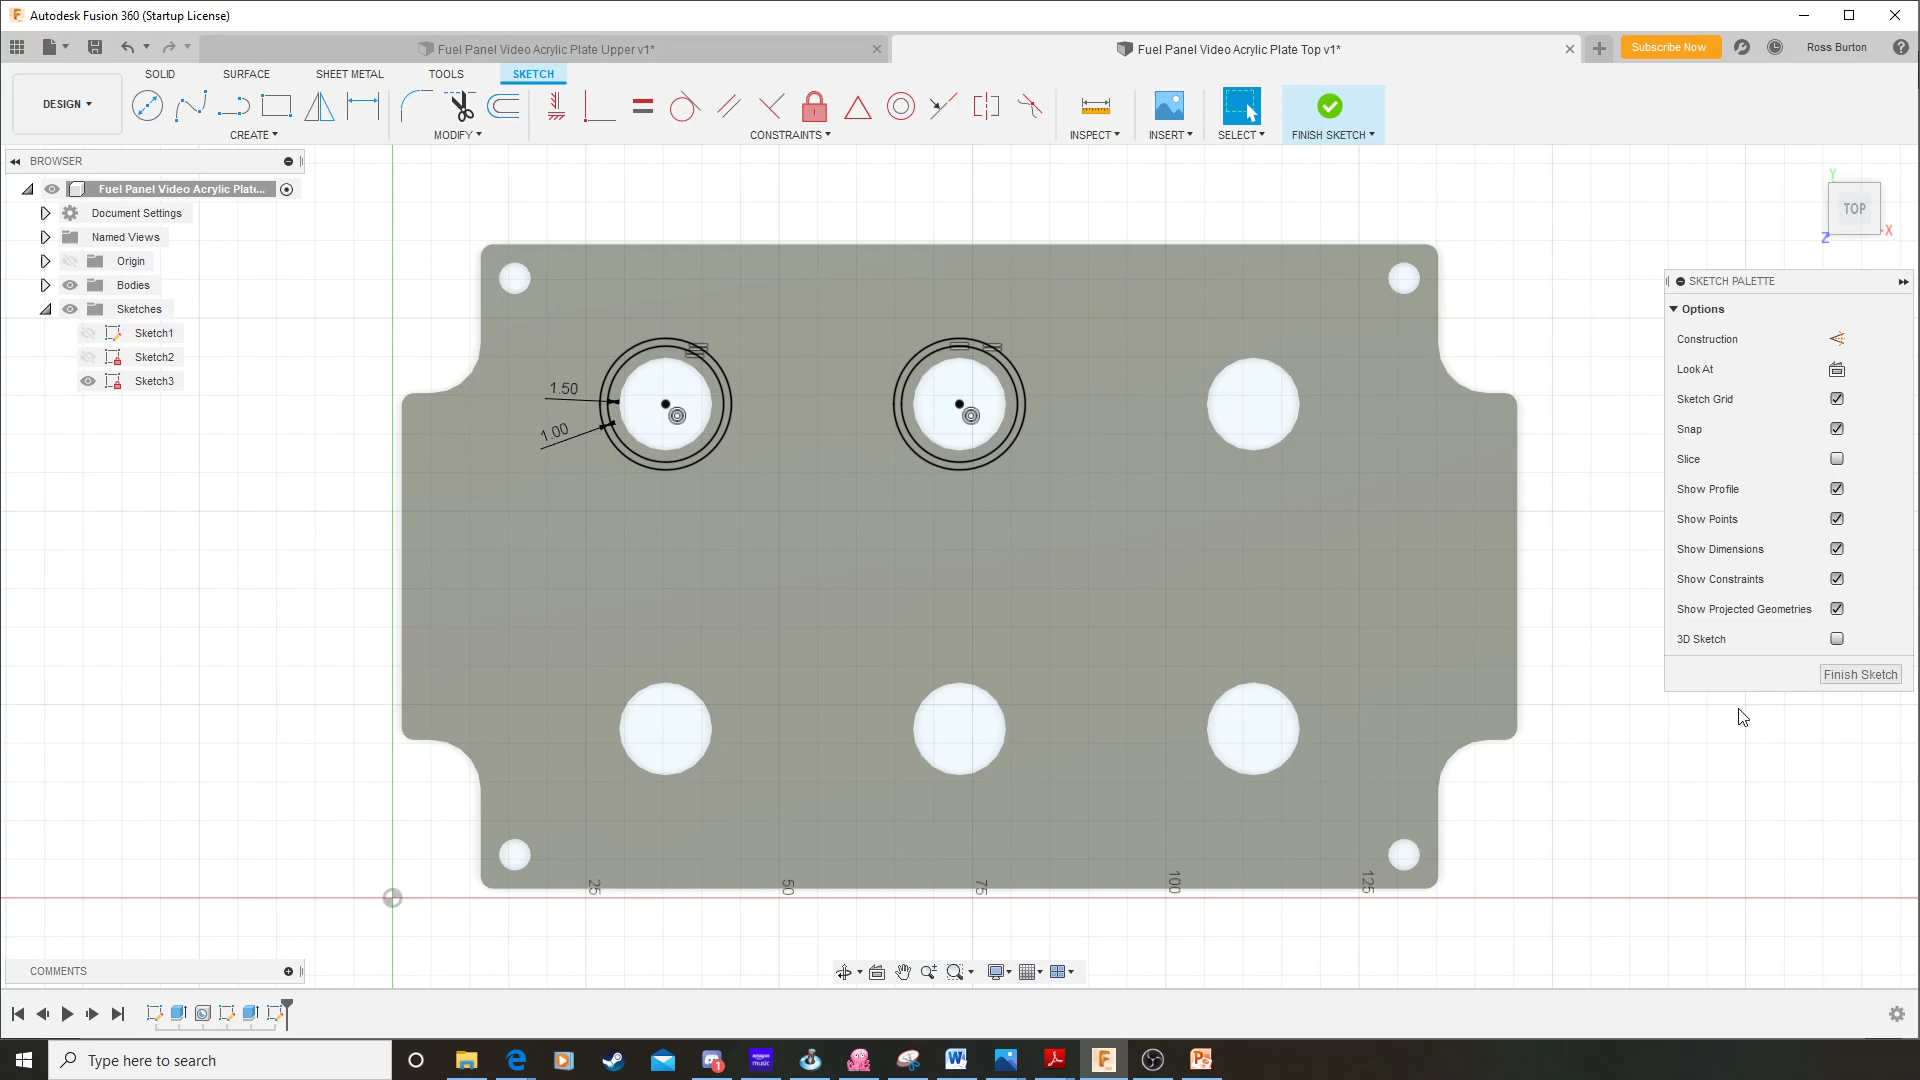 Autodesk Fusion 360 (Startup License)
Fuel Panel Video Acrylic Plate Upper v1*
Fuel Panel Video Acrylic Plate Top v1*
Subscribe Now
Ross Burton
DESIGN
SOLID
SURFACE
SHEET METAL
TOOLS
SKETCH
CREATE
MODIFY
CONSTRAINTS
INSPECT
INSERT
SELECT
FINISH SKETCH
BROWSER
Fuel Panel Video Acrylic Plate...
Document Settings
Named Views
Origin
Bodies
Sketches
Sketch1
Sketch2
Sketch3
Y
TOP
X
Z
1.50
1.00
25
50
75
100
125
SKETCH PALETTE
Options
Construction
Look At
Sketch Grid
Snap
Slice
Show Profile
Show Points
Show Dimensions
Show Constraints
Show Projected Geometries
3D Sketch
Finish Sketch
COMMENTS
Type here to search
1
amazon
music